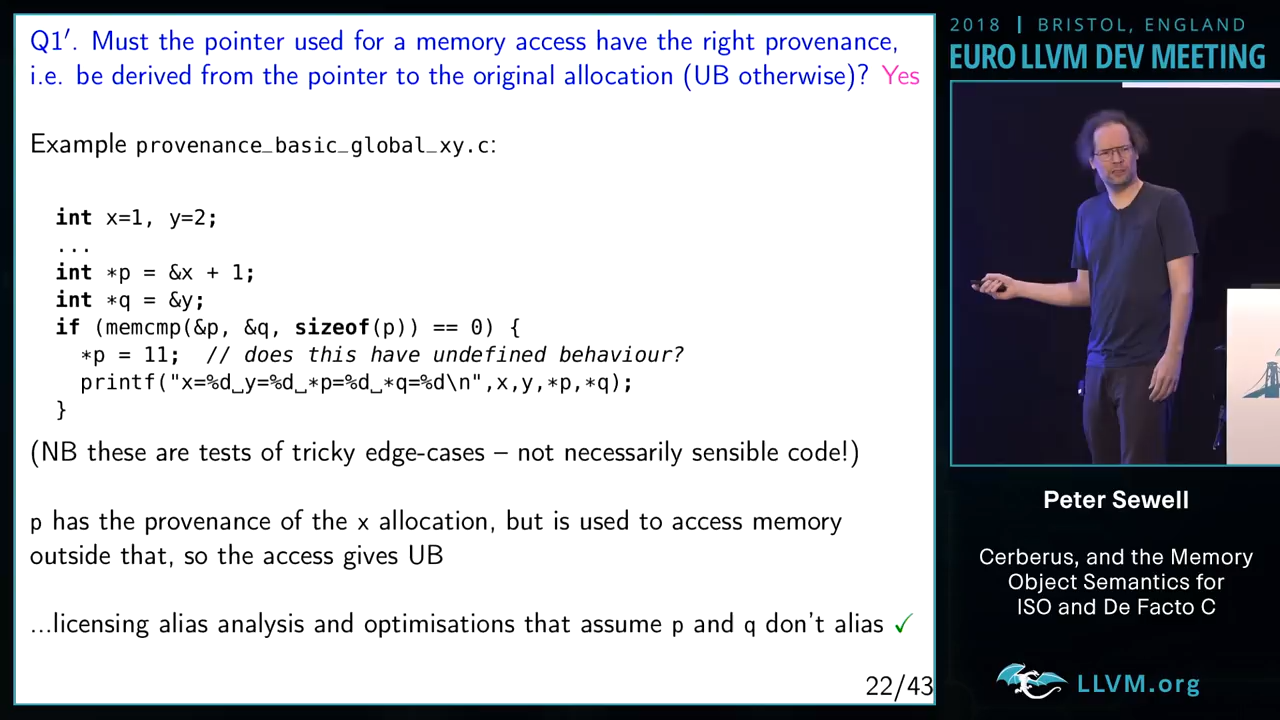 Q1′. Must the pointer used for a memory access have the right provenance,
i.e. be derived from the pointer to the original allocation (UB otherwise)? Yes
Example provenance_basic_global_xy.c:
int x=1, y=2;
...
int *p = &x + 1;
int *q = &y;
if (memcmp(&p, &q, sizeof(p)) == 0) {
*p = 11; // does this have undefined behaviour?
printf("x=%d␣y=%d␣*p=%d␣*q=%d\n",x,y,*p,*q);
}
(NB these are tests of tricky edge-cases – not necessarily sensible code!)
p has the provenance of the x allocation, but is used to access memory
outside that, so the access gives UB
...licensing alias analysis and optimisations that assume p and q don't alias ✓
22/43
2018 | BRISTOL, ENGLAND
EURO LLVM DEV MEETING
Peter Sewell
Cerberus, and the Memory
Object Semantics for
ISO and De Facto C
LLVM.org